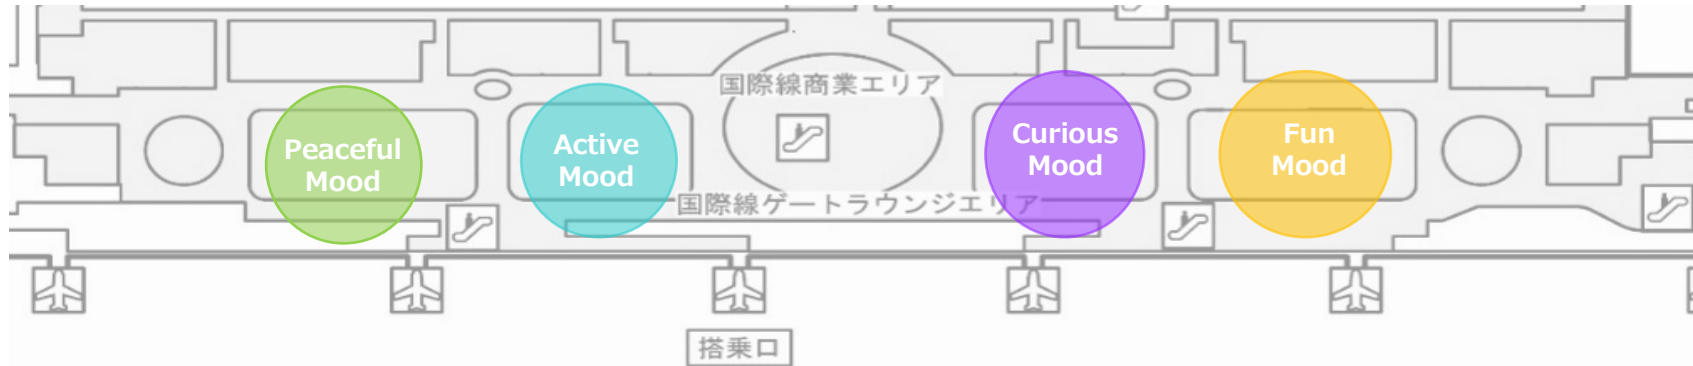 国際線商業エリア
Peaceful
Mood
Active
Mood
Curious
Mood
Fun
Mood
国際線ゲートラウンジエリア
搭乗口